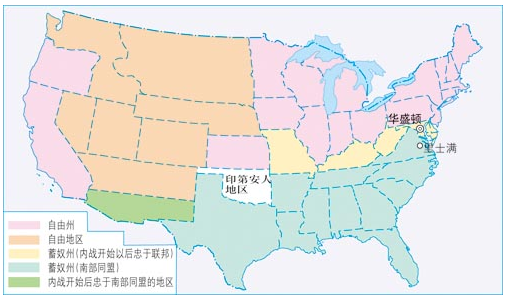 华盛顿
里士满
印第安人
地区
自由州
自由地区
蓄奴州(内战开始以后忠于联邦)
蓄奴州(南部同盟)
内战开始后忠于南部同盟的地区